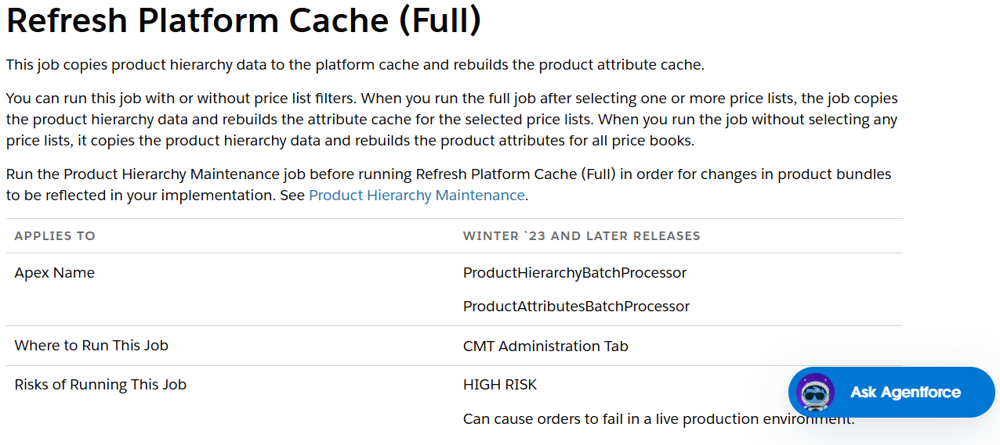 Refresh Platform Cache (Full)
This job copies product hierarchy data to the platform cache and rebuilds the product attribute cache.
You can run this job with or without price list filters. When you run the full job after selecting one or more price lists, the job copies
the product hierarchy data and rebuilds the attribute cache for the selected price lists. When you run the job without selecting any
price lists, it copies the product hierarchy data and rebuilds the product attributes for all price books.
Run the Product Hierarchy Maintenance job before running Refresh Platform Cache (Full) in order for changes in product bundles
to be reflected in your implementation. See Product Hierarchy Maintenance.
APPLIES TO WINTER `23 AND LATER RELEASES
Apex Name ProductHierarchyBatchProcessor
ProductAttributesBatchProcessor
Where to Run This Job CMT Administration Tab
Risks of Running This Job HIGH RISK
Ask Agentforce
Can cause orders to fail in a live production environment.